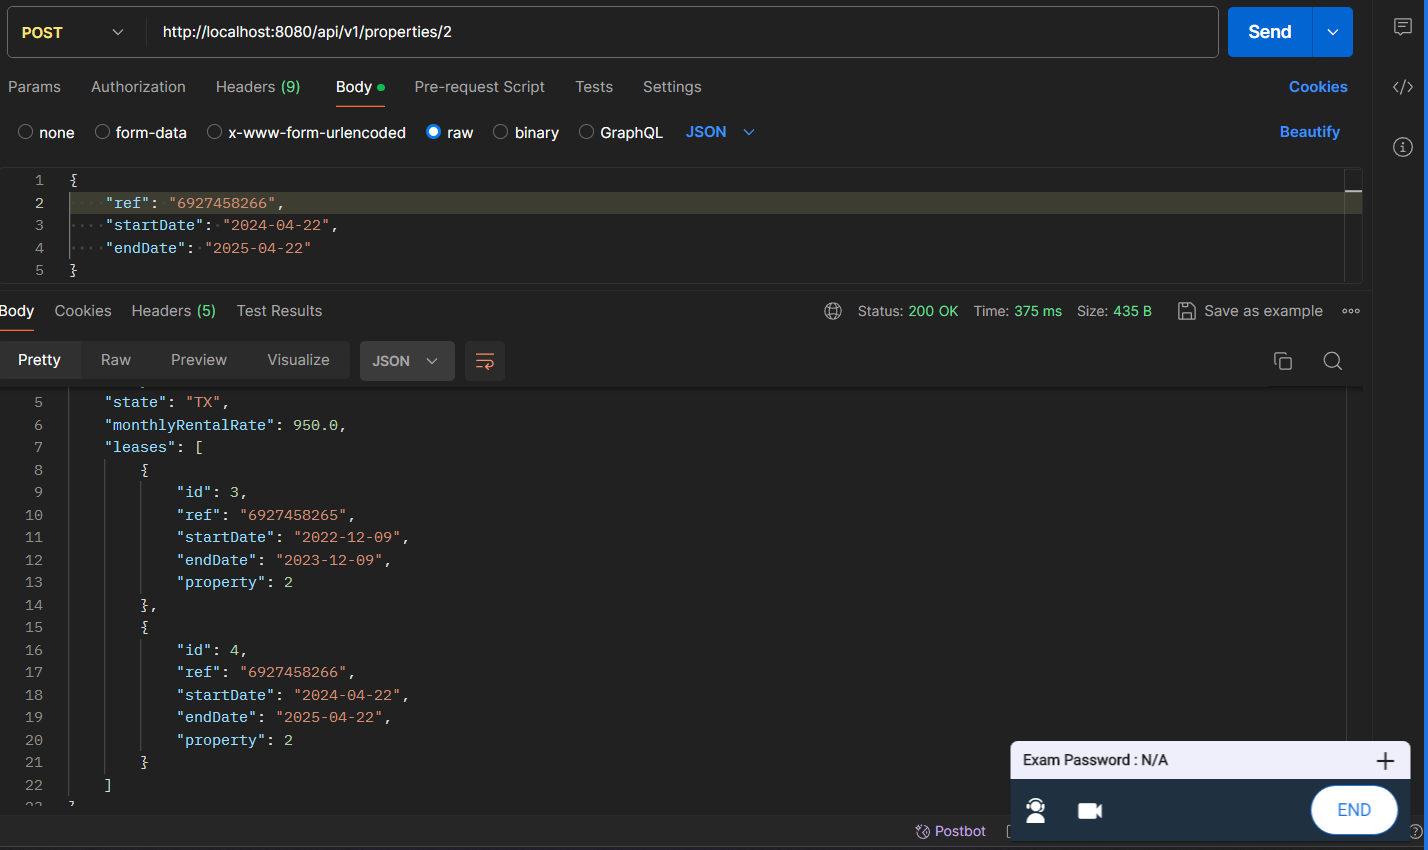 POST http://localhost:8080/api/v1/properties/2 Send
Params Authorization Headers (9) Body Pre-request Script Tests Settings Cookies
none form-data x-www-form-urlencoded raw binary GraphQL JSON Beautify
1 {
2 "ref": "6927458266",
3 "startDate": "2024-04-22",
4 "endDate": "2025-04-22"
5 }
Body Cookies Headers (5) Test Results Status: 200 OK Time: 375 ms Size: 435 B Save as example
Pretty Raw Preview Visualize JSON
5 "state": "TX",
6 "monthlyRentalRate": 950.0,
7 "leases": [
8 {
9 "id": 3,
10 "ref": "6927458265",
11 "startDate": "2022-12-09",
12 "endDate": "2023-12-09",
13 "property": 2
14 },
15 {
16 "id": 4,
17 "ref": "6927458266",
18 "startDate": "2024-04-22",
19 "endDate": "2025-04-22",
20 "property": 2
21 }
22 ]
Exam Password : N/A
END
Postbot